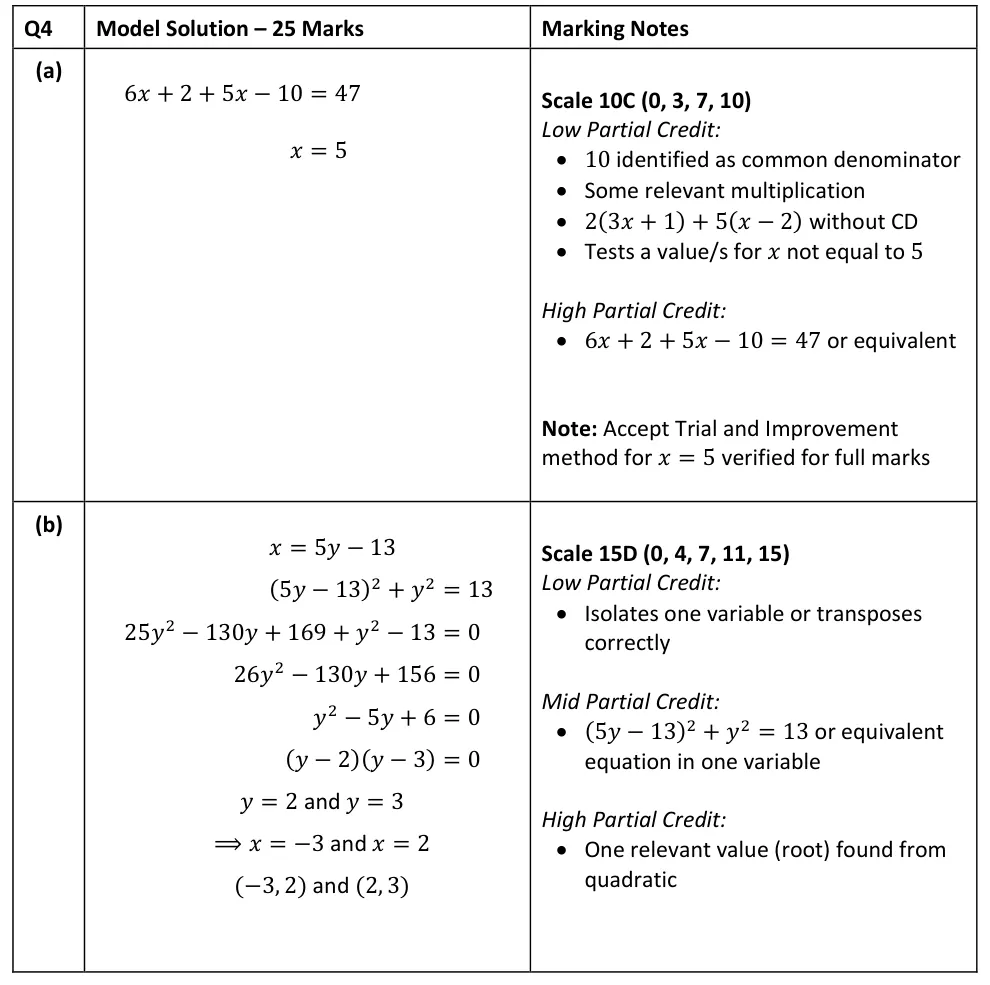 Q4 Model Solution – 25 Marks Marking Notes
(a)
6x + 2 + 5x − 10 = 47
x = 5
Scale 10C (0, 3, 7, 10)
Low Partial Credit:
• 10 identified as common denominator
• Some relevant multiplication
• 2(3x + 1) + 5(x − 2) without CD
• Tests a value/s for x not equal to 5
High Partial Credit:
• 6x + 2 + 5x − 10 = 47 or equivalent
Note: Accept Trial and Improvement
method for x = 5 verified for full marks
(b)
x = 5y − 13
(5y − 13)² + y² = 13
25y² − 130y + 169 + y² − 13 = 0
26y² − 130y + 156 = 0
y² − 5y + 6 = 0
(y − 2)(y − 3) = 0
y = 2 and y = 3
⟹ x = −3 and x = 2
(−3, 2) and (2, 3)
Scale 15D (0, 4, 7, 11, 15)
Low Partial Credit:
• Isolates one variable or transposes
correctly
Mid Partial Credit:
• (5y − 13)² + y² = 13 or equivalent
equation in one variable
High Partial Credit:
• One relevant value (root) found from
quadratic